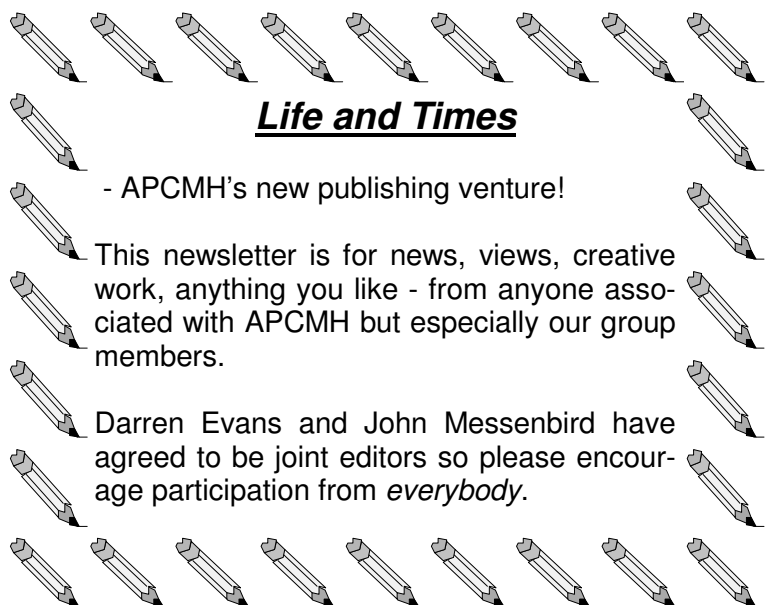 Life and Times
- APCMH's new publishing venture!
This newsletter is for news, views, creative
work, anything you like - from anyone asso-
ciated with APCMH but especially our group
members.
Darren Evans and John Messenbird have
agreed to be joint editors so please encour-
age participation from everybody.